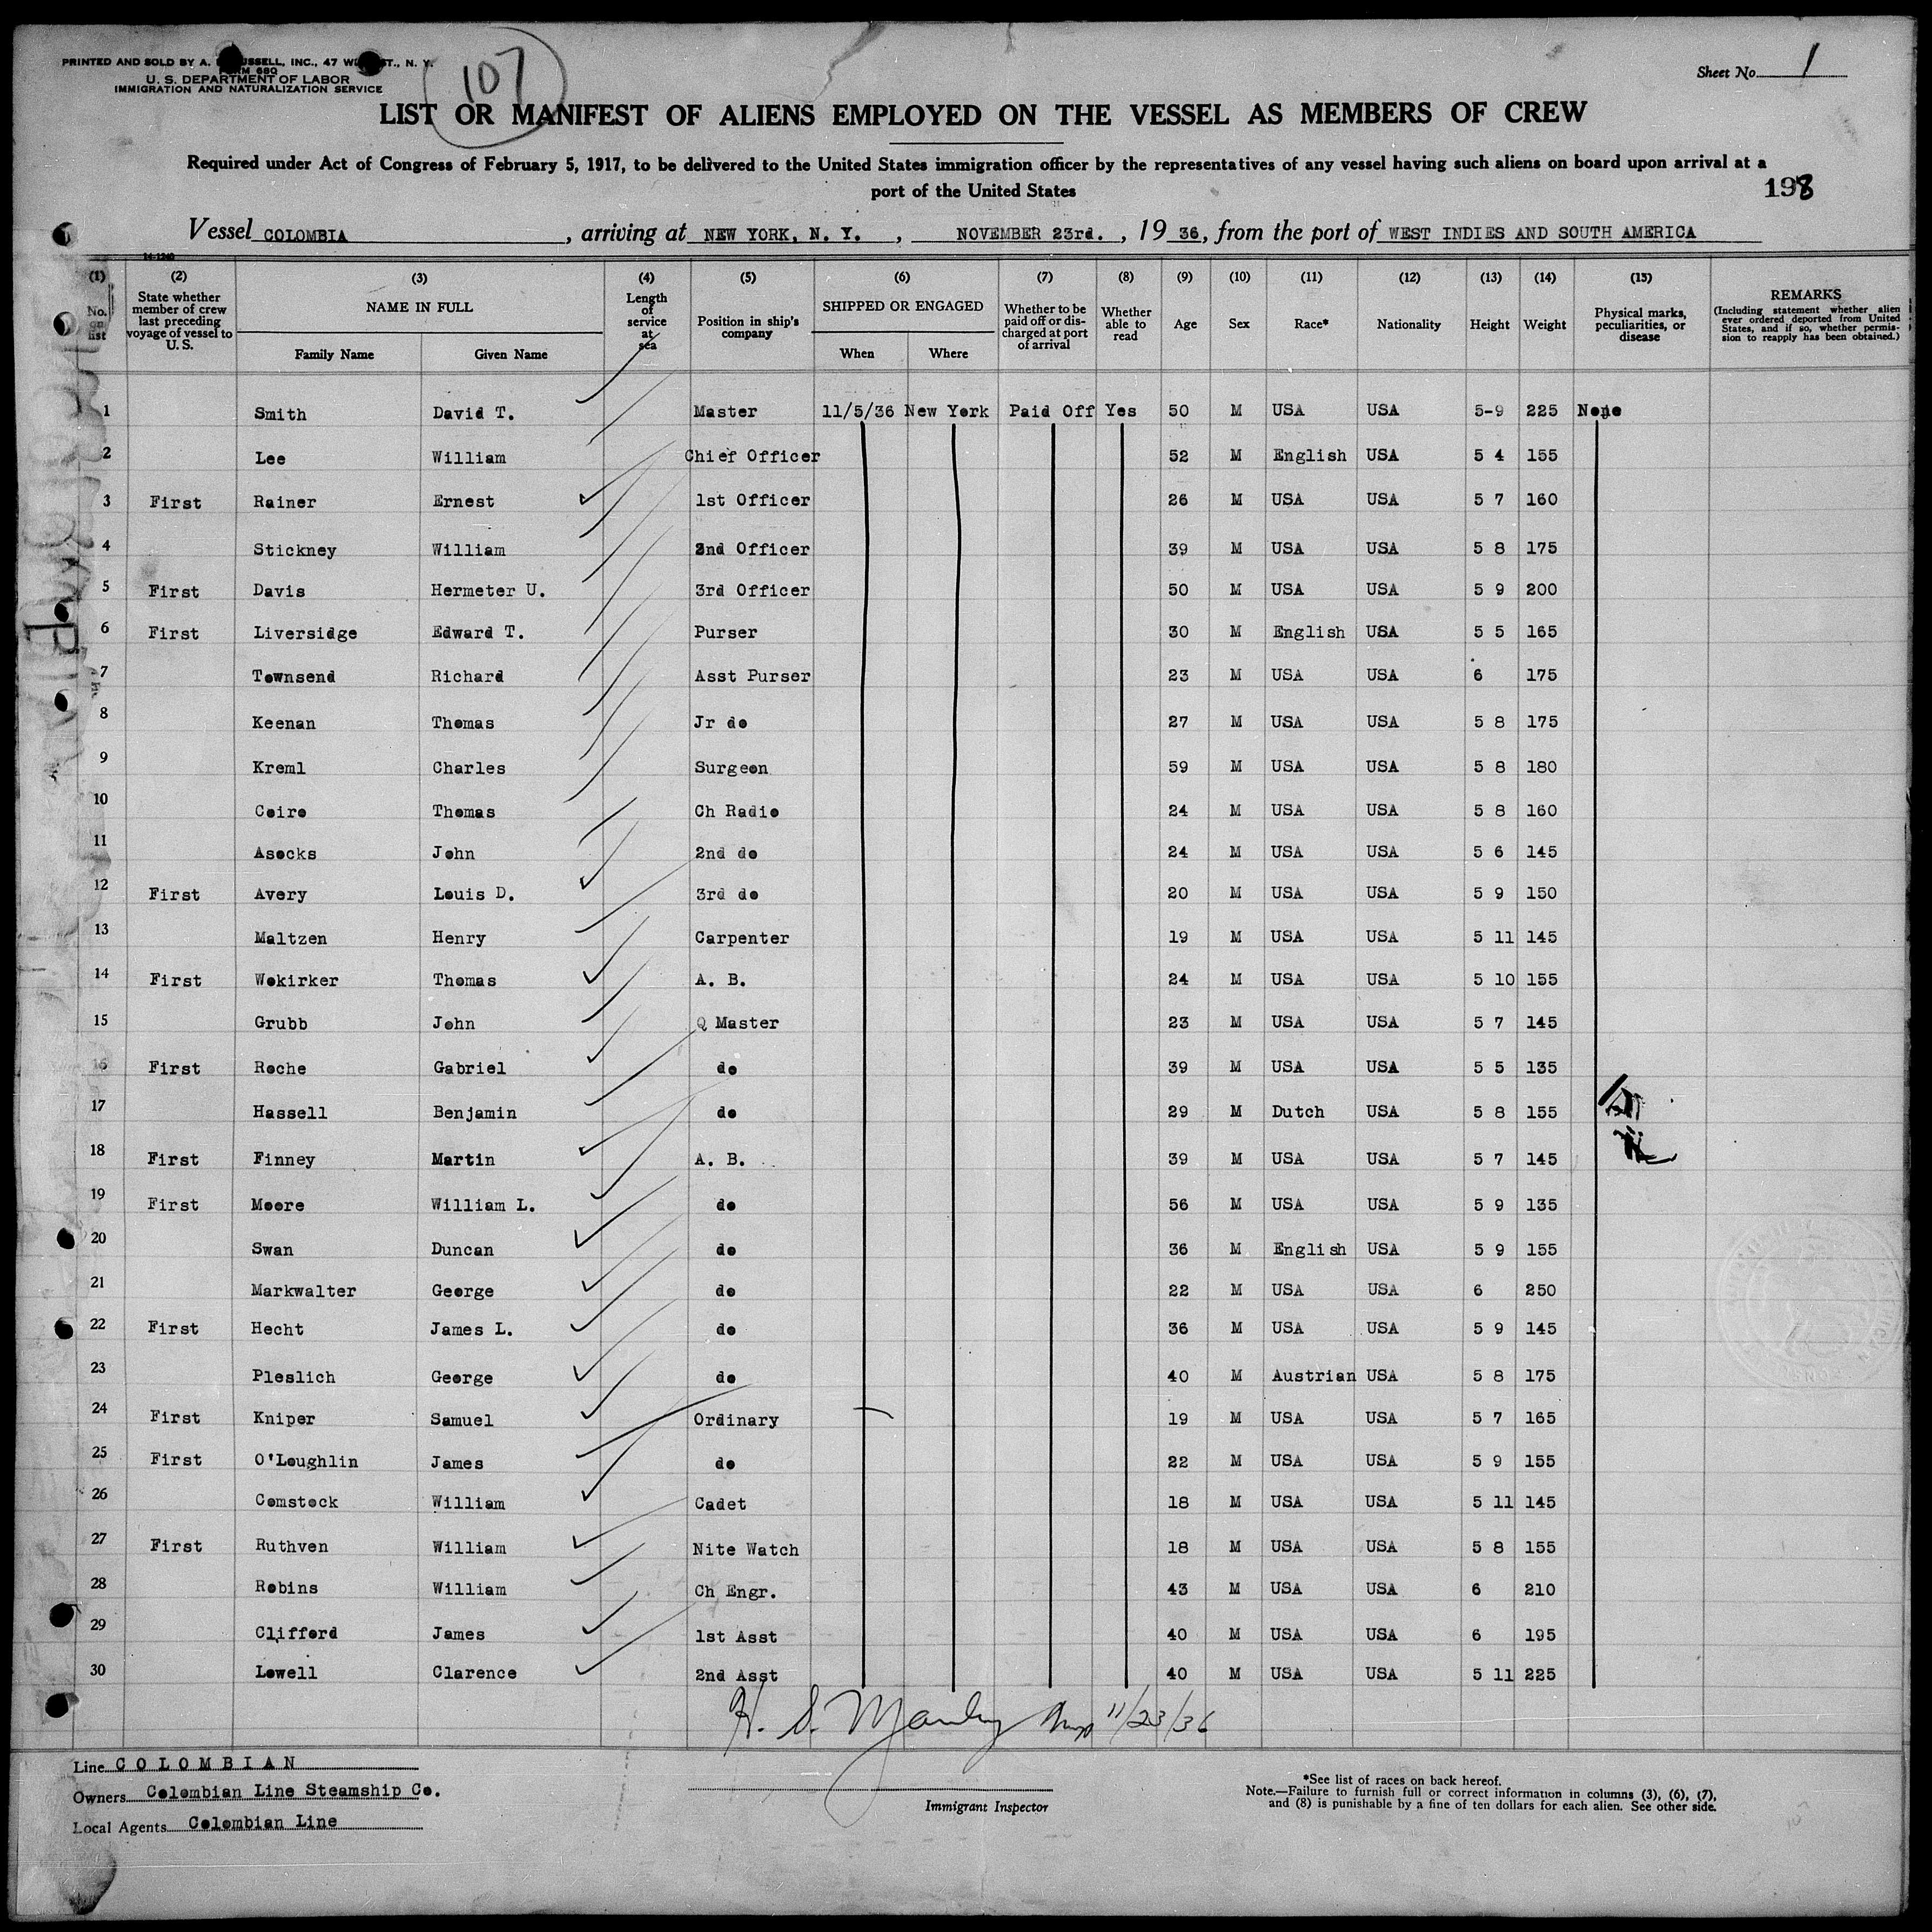 PRINTED AND SOLD BY A. USSELL, INC., 47 W ST., N. Y.
FORM 680
U. S. DEPARTMENT OF LABOR
IMMIGRATION AND NATURALIZATION SERVICE
107
Sheet No 1
LIST OR MANIFEST OF ALIENS EMPLOYED ON THE VESSEL AS MEMBERS OF CREW
Required under Act of Congress of February 5, 1917, to be delivered to the United States immigration officer by the representatives of any vessel having such aliens on board upon arrival at a
port of the United States
198
Vessel COLOMBIA, arriving at NEW YORK, N. Y., NOVEMBER 23rd., 19 36, from the port of WEST INDIES AND SOUTH AMERICA
14-1240
(1) (2) (3) (4) (5) (6) (7) (8) (9) (10) (11) (12) (13) (14) (15)
No. on list
State whether member of crew last preceding voyage of vessel to U. S.
NAME IN FULL
Family Name Given Name
Length of service at sea
Position in ship's company
SHIPPED OR ENGAGED
When Where
Whether to be paid off or discharged at port of arrival
Whether able to read
Age
Sex
Race*
Nationality
Height
Weight
Physical marks, peculiarities, or disease
REMARKS
(Including statement whether alien ever ordered deported from United States, and if so, whether permission to reapply has been obtained.)
1 Smith David T. Master 11/5/36 New York Paid Off Yes 50 M USA USA 5-9 225 None
2 Lee William Chief Officer 52 M English USA 5 4 155
3 First Rainer Ernest 1st Officer 26 M USA USA 5 7 160
4 Stickney William 2nd Officer 39 M USA USA 5 8 175
5 First Davis Hermeter U. 3rd Officer 50 M USA USA 5 9 200
6 First Liversidge Edward T. Purser 30 M English USA 5 5 165
7 Townsend Richard Asst Purser 23 M USA USA 6 175
8 Keenan Thomas Jr do 27 M USA USA 5 8 175
9 Kreml Charles Surgeon 59 M USA USA 5 8 180
10 Coiro Thomas Ch Radio 24 M USA USA 5 8 160
11 Asocks John 2nd do 24 M USA USA 5 6 145
12 First Avery Louis D. 3rd do 20 M USA USA 5 9 150
13 Maltzen Henry Carpenter 19 M USA USA 5 11 145
14 First Wokirker Thomas A. B. 24 M USA USA 5 10 155
15 Grubb John Q Master 23 M USA USA 5 7 145
16 First Roche Gabriel do 39 M USA USA 5 5 135
17 Hassell Benjamin do 29 M Dutch USA 5 8 155
18 First Finney Martin A. B. 39 M USA USA 5 7 145
19 First Moore William L. do 56 M USA USA 5 9 135
20 Swan Duncan do 36 M English USA 5 9 155
21 Markwalter George do 22 M USA USA 6 250
22 First Hecht James L. do 36 M USA USA 5 9 145
23 Pleslich George do 40 M Austrian USA 5 8 175
24 First Kniper Samuel Ordinary 19 M USA USA 5 7 165
25 First O'Loughlin James do 22 M USA USA 5 9 155
26 Comstock William Cadet 18 M USA USA 5 11 145
27 First Ruthven William Nite Watch 18 M USA USA 5 8 155
28 Robins William Ch Engr. 43 M USA USA 6 210
29 Clifford James 1st Asst 40 M USA USA 6 195
30 Lowell Clarence 2nd Asst 40 M USA USA 5 11 225
H. S. Manley 11/23/36
Line COLOMBIAN
Owners Colombian Line Steamship Co.
Local Agents Colombian Line
Immigrant Inspector
*See list of races on back hereof.
Note.—Failure to furnish full or correct information in columns (3), (6), (7),
and (8) is punishable by a fine of ten dollars for each alien. See other side.